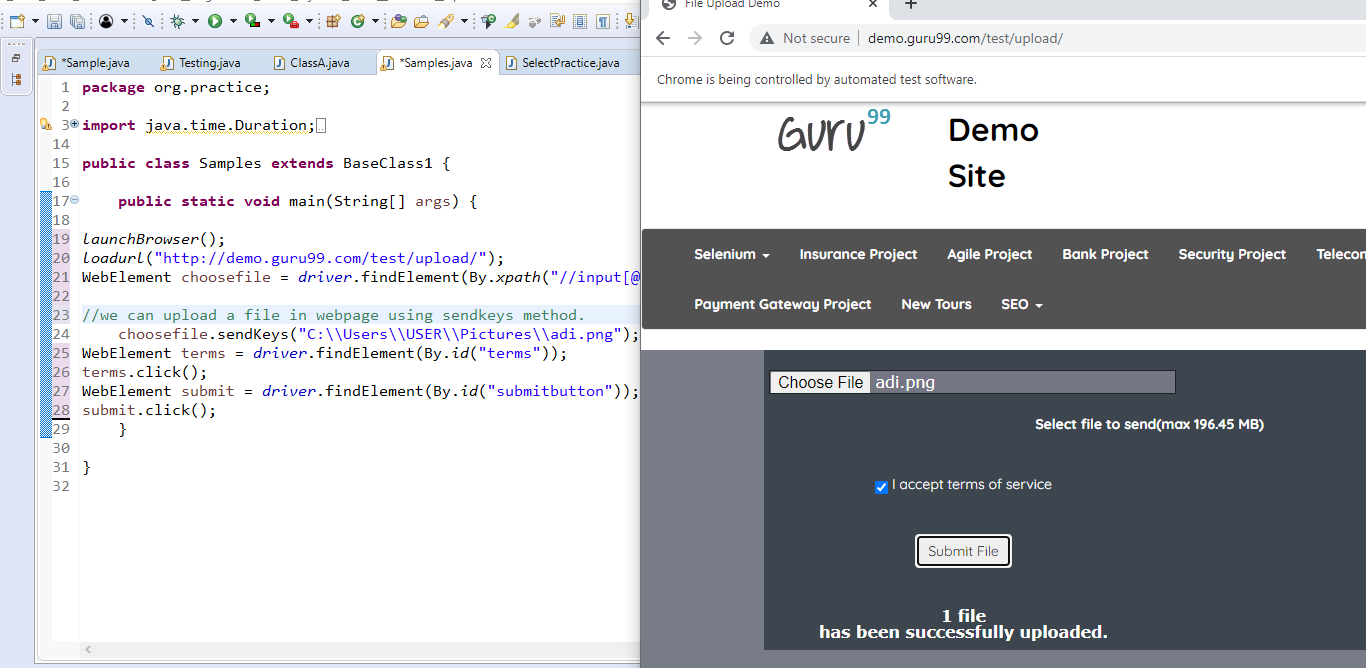 *Sample.java
Testing.java
ClassA.java
*Samples.java
SelectPractice.java
1 package org.practice;
2
3 import java.time.Duration;
14
15 public class Samples extends BaseClass1 {
16
17 public static void main(String[] args) {
18
19 launchBrowser();
20 loadurl("http://demo.guru99.com/test/upload/");
21 WebElement choosefile = driver.findElement(By.xpath("//input[@
22
23 //we can upload a file in webpage using sendkeys method.
24 choosefile.sendKeys("C:\\Users\\USER\\Pictures\\adi.png");
25 WebElement terms = driver.findElement(By.id("terms"));
26 terms.click();
27 WebElement submit = driver.findElement(By.id("submitbutton"));
28 submit.click();
29 }
30
31 }
32
File Upload Demo
Not secure
demo.guru99.com/test/upload/
Chrome is being controlled by automated test software.
Guru99
Demo
Site
Selenium Insurance Project Agile Project Bank Project Security Project Telecon
Payment Gateway Project New Tours SEO
Choose File adi.png
Select file to send(max 196.45 MB)
I accept terms of service
Submit File
1 file
has been successfully uploaded.